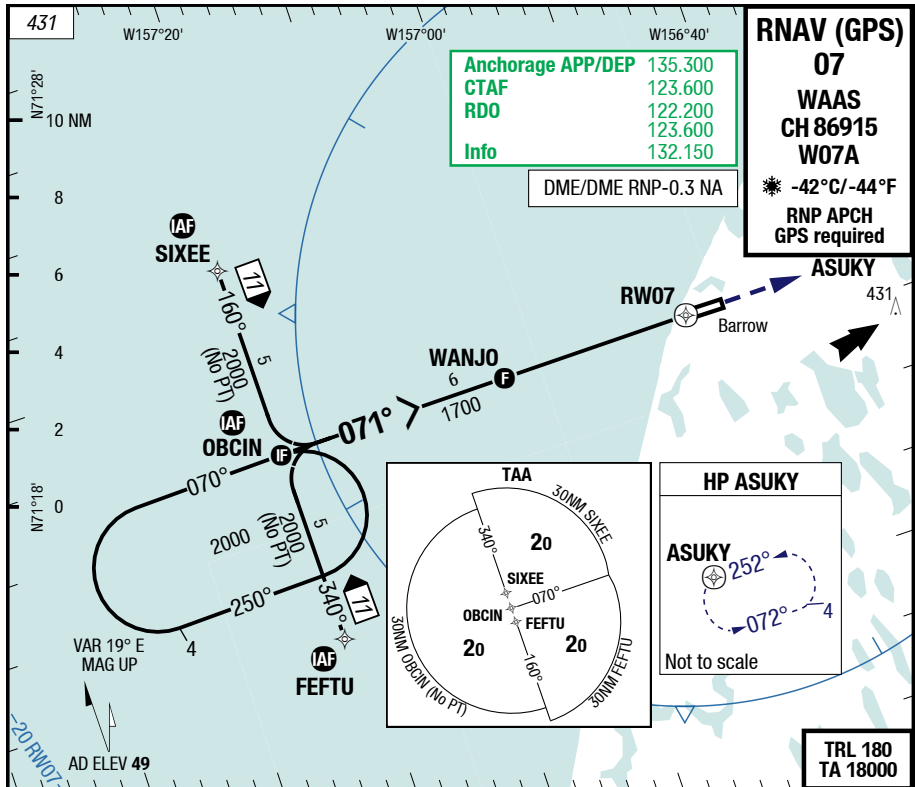 431
W157°20'
W157°00'
W156°40'
RNAV (GPS)
07
WAAS
CH 86915
W07A
-42°C/-44°F
RNP APCH
GPS required
Anchorage APP/DEP 135.300
CTAF 123.600
RDO 122.200
123.600
Info 132.150
DME/DME RNP-0.3 NA
N71°28'
10 NM
8
6
4
2
N71°18'
0
IAF
SIXEE
11
160°
5
2000
(No PT)
IAF
OBCIN
IF
071°
WANJO
F
6
1700
RW07
Barrow
ASUKY
431
070°
2000
2000
(No PT)
5
250°
4
340°
11
IAF
FEFTU
TAA
30NM SIXEE
340°
20
SIXEE
070°
OBCIN
FEFTU
20
20
160°
30NM OBCIN (No PT)
30NM FEFTU
HP ASUKY
ASUKY
252°
072°
4
Not to scale
VAR 19° E
MAG UP
AD ELEV 49
20 RW07
TRL 180
TA 18000